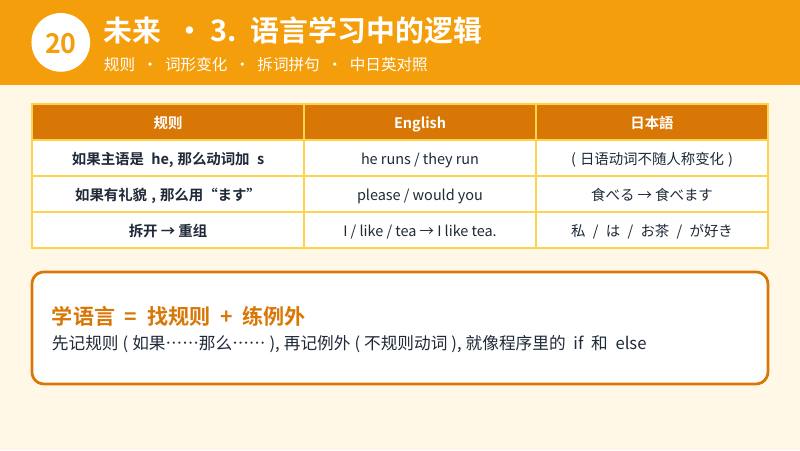 20
未来 · 3. 语言学习中的逻辑
规则 · 词形变化 · 拆词拼句 · 中日英对照
规则 English 日本語
如果主语是 he, 那么动词加 s he runs / they run ( 日语动词不随人称变化 )
如果有礼貌 , 那么用 “ます” please / would you 食べる → 食べます
拆开 → 重组 I / like / tea → I like tea. 私 / は / お茶 / が好き
学语言 = 找规则 + 练例外
先记规则 ( 如果……那么…… ), 再记例外 ( 不规则动词 ), 就像程序里的 if 和 else